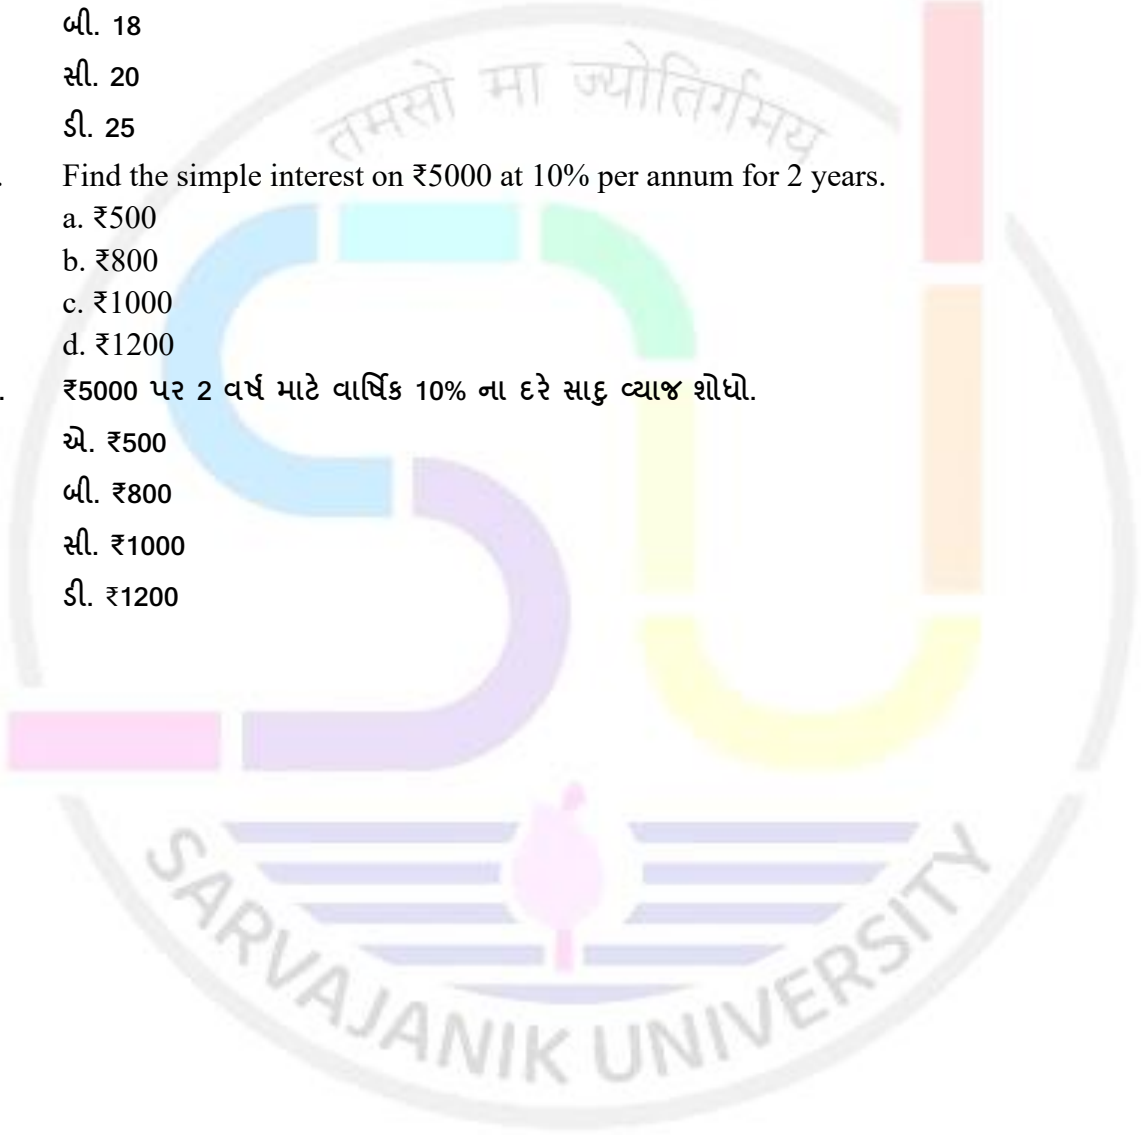 બી. 18
સી. 20
ડી. 25
. Find the simple interest on ₹5000 at 10% per annum for 2 years.
a. ₹500
b. ₹800
c. ₹1000
d. ₹1200
. ₹5000 પર 2 વર્ષ માટે વાર્ષિક 10% ના દરે સાદુ વ્યાજ શોધો.
એ. ₹500
બી. ₹800
સી. ₹1000
ડી. ₹1200
तमसो मा ज्योतिर्गमय
SARVAJANIK UNIVERSITY